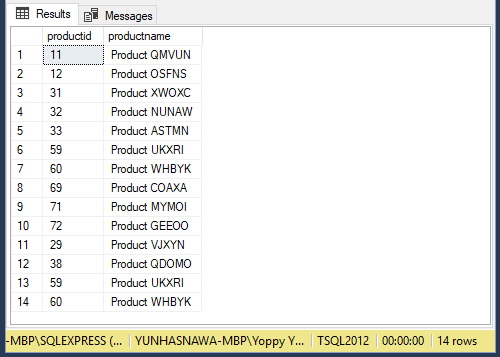 Results Messages
productid productname
1 11 Product QMVUN
2 12 Product OSFNS
3 31 Product XWOXC
4 32 Product NUNAW
5 33 Product ASTMN
6 59 Product UKXRI
7 60 Product WHBYK
8 69 Product COAXA
9 71 Product MYMOI
10 72 Product GEEOO
11 29 Product VJXYN
12 38 Product QDOMO
13 59 Product UKXRI
14 60 Product WHBYK
-MBP\SQLEXPRESS (... YUNHASNAWA-MBP\Yoppy Y... TSQL2012 00:00:00 14 rows